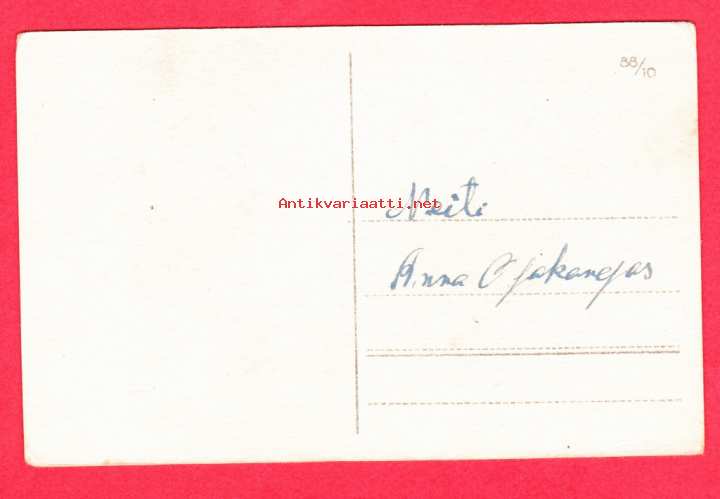 88/10
Antikvariaatti.net
Neiti
Anna Ojakangas